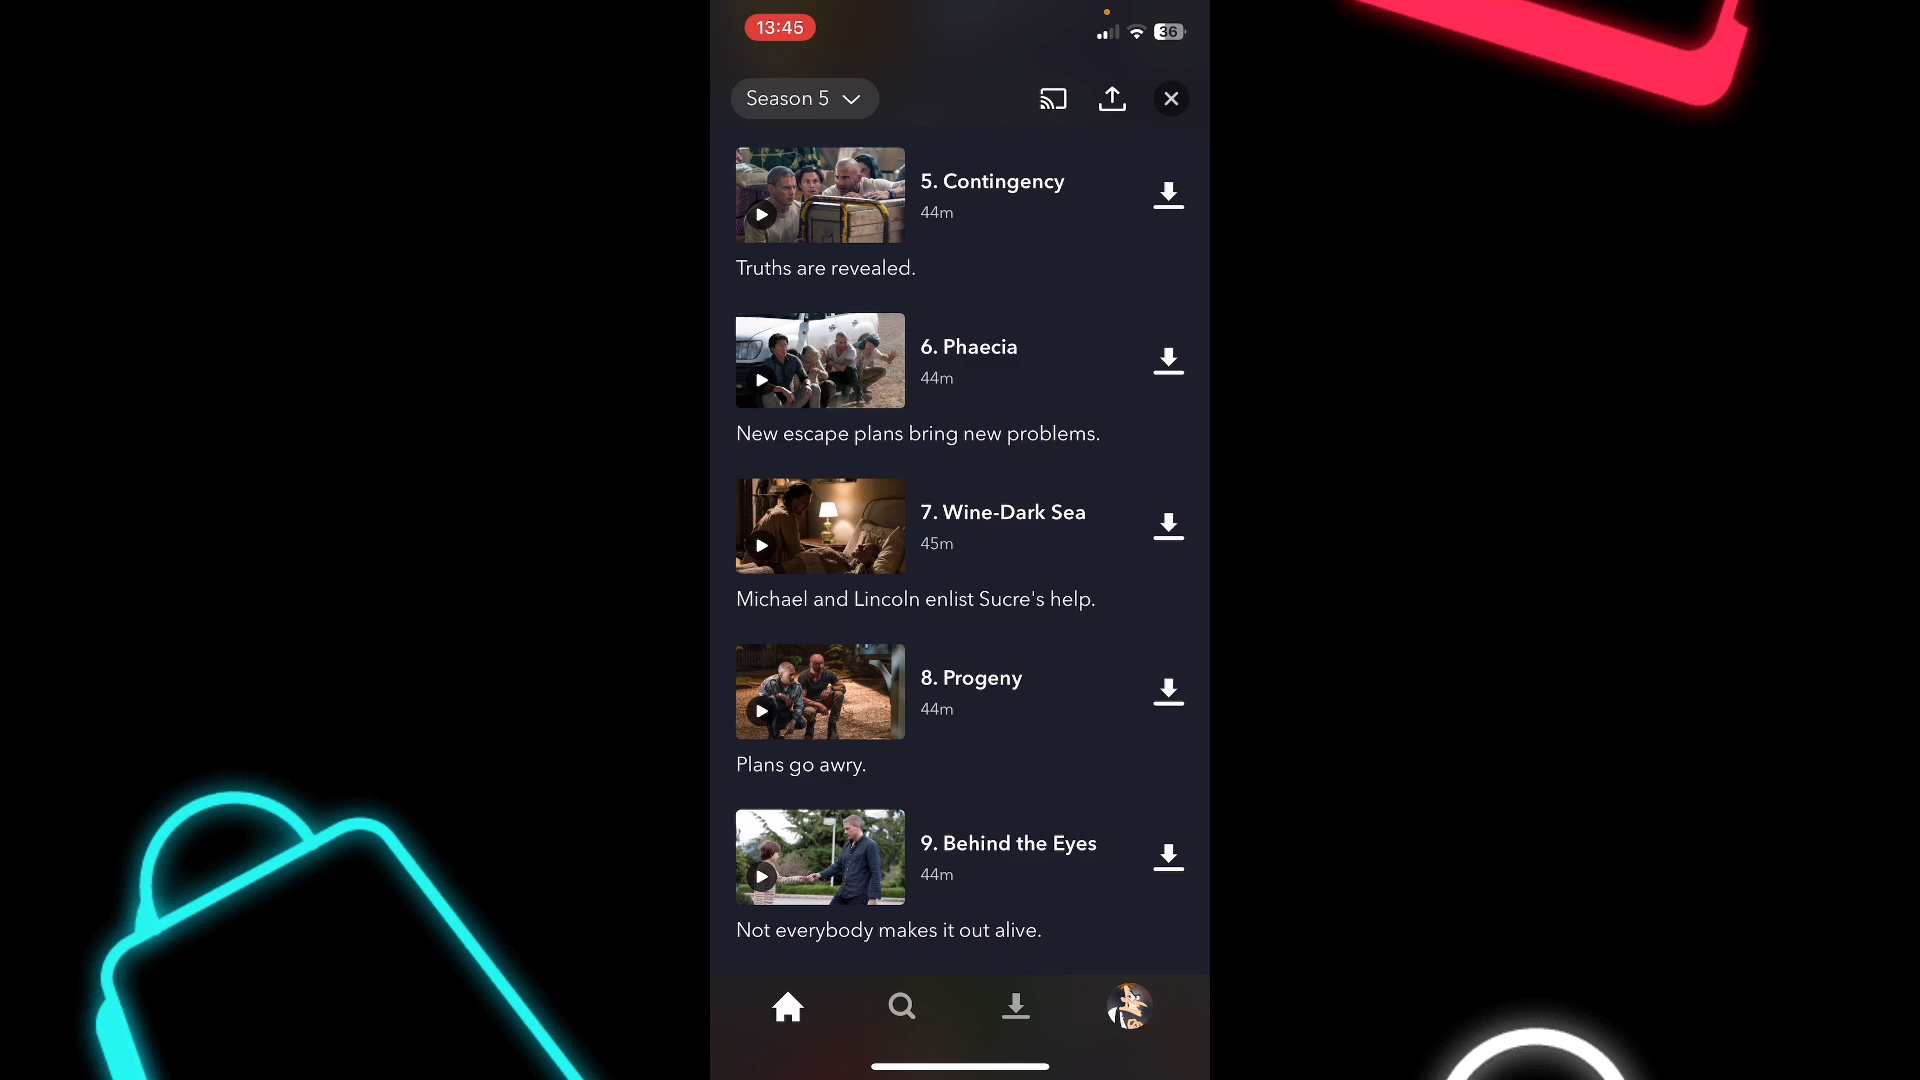 13:45
36
Season 5
5. Contingency
44m
Truths are revealed.
6. Phaecia
44m
New escape plans bring new problems.
7. Wine-Dark Sea
45m
Michael and Lincoln enlist Sucre's help.
8. Progeny
44m
Plans go awry.
9. Behind the Eyes
44m
Not everybody makes it out alive.